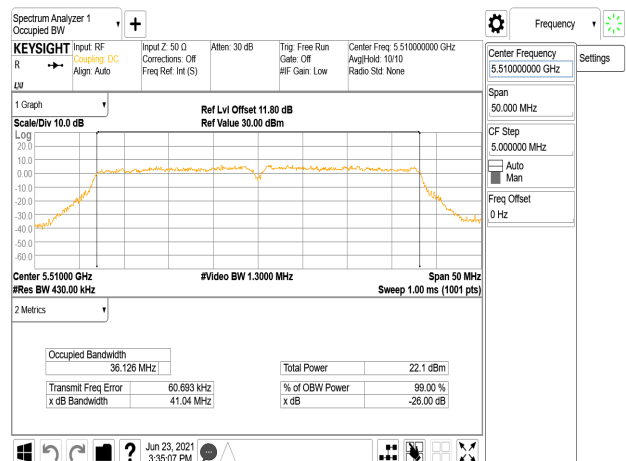 Spectrum Analyzer 1
Occupied BW
Frequency
KEYSIGHT
R
Input: RF
Coupling: DC
Align: Auto
Input Z: 50 Ω
Corrections: Off
Freq Ref: Int (S)
Atten: 30 dB
Trig: Free Run
Gate: Off
#IF Gain: Low
Center Freq: 5.510000000 GHz
Avg|Hold: 10/10
Radio Std: None
Center Frequency
5.510000000 GHz
Settings
Span
50.000 MHz
CF Step
5.000000 MHz
Auto
Man
Freq Offset
0 Hz
1 Graph
Scale/Div 10.0 dB
Ref Lvl Offset 11.80 dB
Ref Value 30.00 dBm
Log
20.0
10.0
0.00
-10.0
-20.0
-30.0
-40.0
-50.0
-60.0
Center 5.51000 GHz
#Res BW 430.00 kHz
#Video BW 1.3000 MHz
Span 50 MHz
Sweep 1.00 ms (1001 pts)
2 Metrics
Occupied Bandwidth
36.126 MHz
Total Power 22.1 dBm
Transmit Freq Error 60.693 kHz
% of OBW Power 99.00 %
x dB Bandwidth 41.04 MHz
x dB -26.00 dB
?
Jun 23, 2021
3:35:07 PM